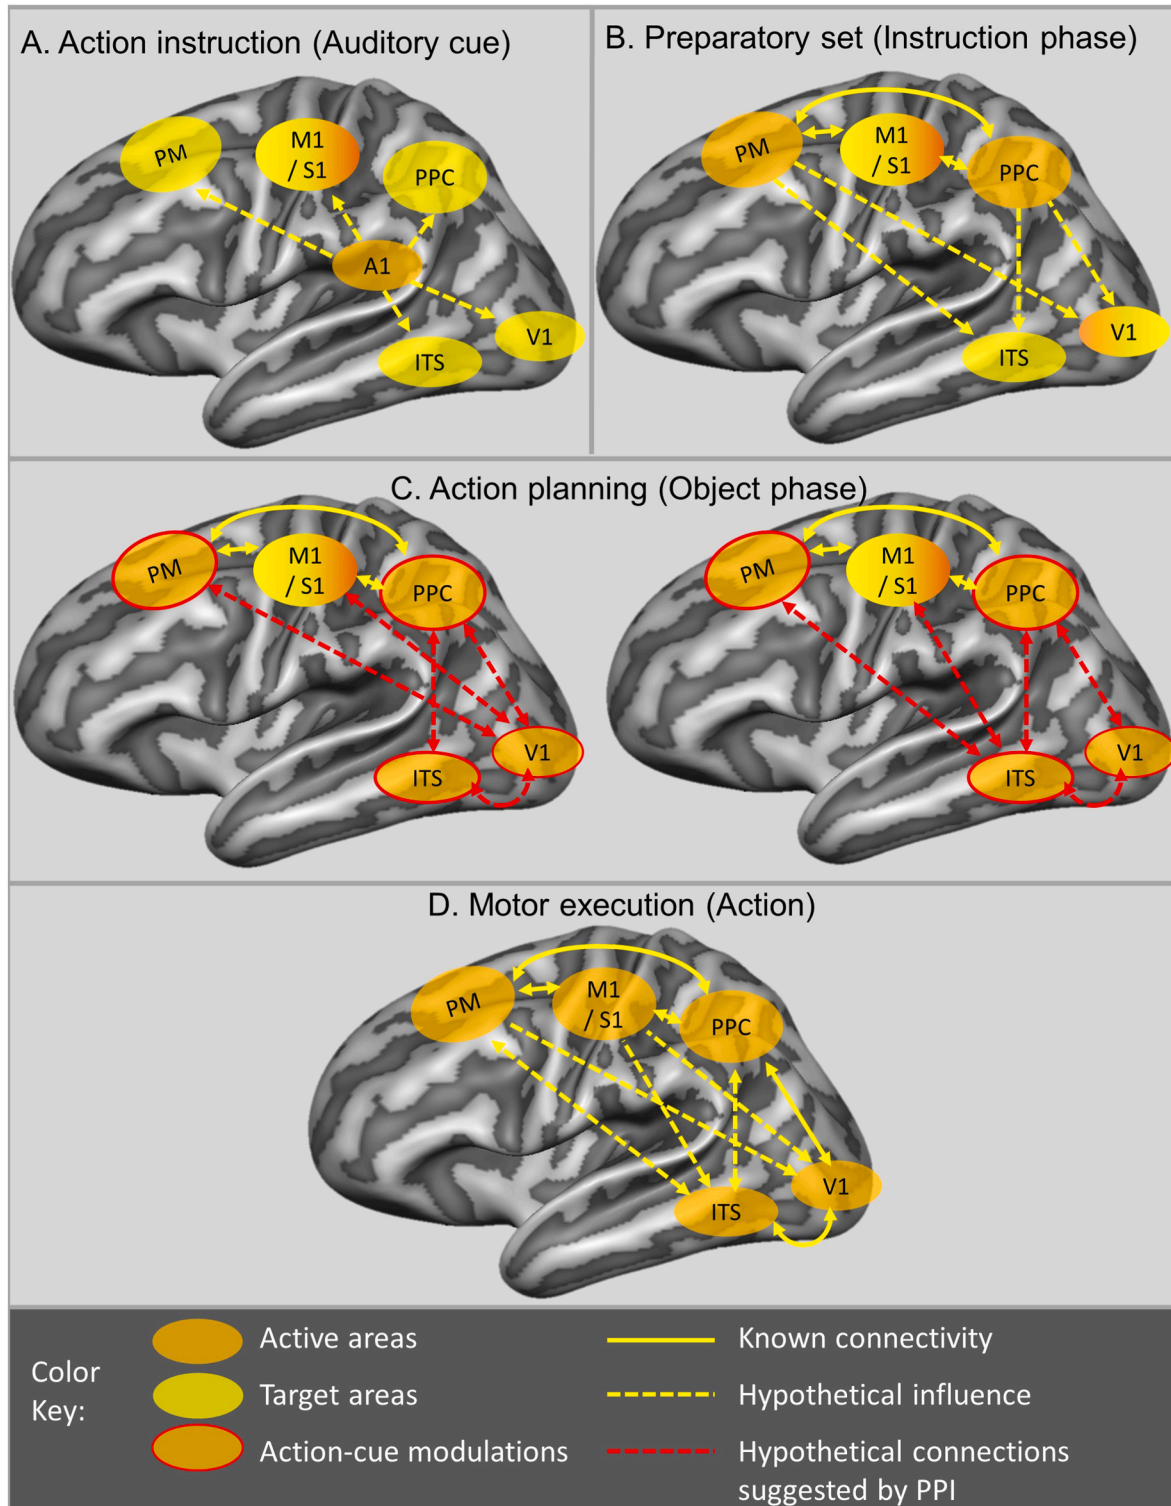 A. Action instruction (Auditory cue)
PM
M1
/ S1
PPC
A1
V1
ITS
B. Preparatory set (Instruction phase)
PM
M1
/ S1
PPC
V1
ITS
C. Action planning (Object phase)
PM
M1
/ S1
PPC
V1
ITS
PM
M1
/ S1
PPC
V1
ITS
D. Motor execution (Action)
PM
M1
/ S1
PPC
V1
ITS
Color
Key:
Active areas
Target areas
Action-cue modulations
Known connectivity
Hypothetical influence
Hypothetical connections
suggested by PPI